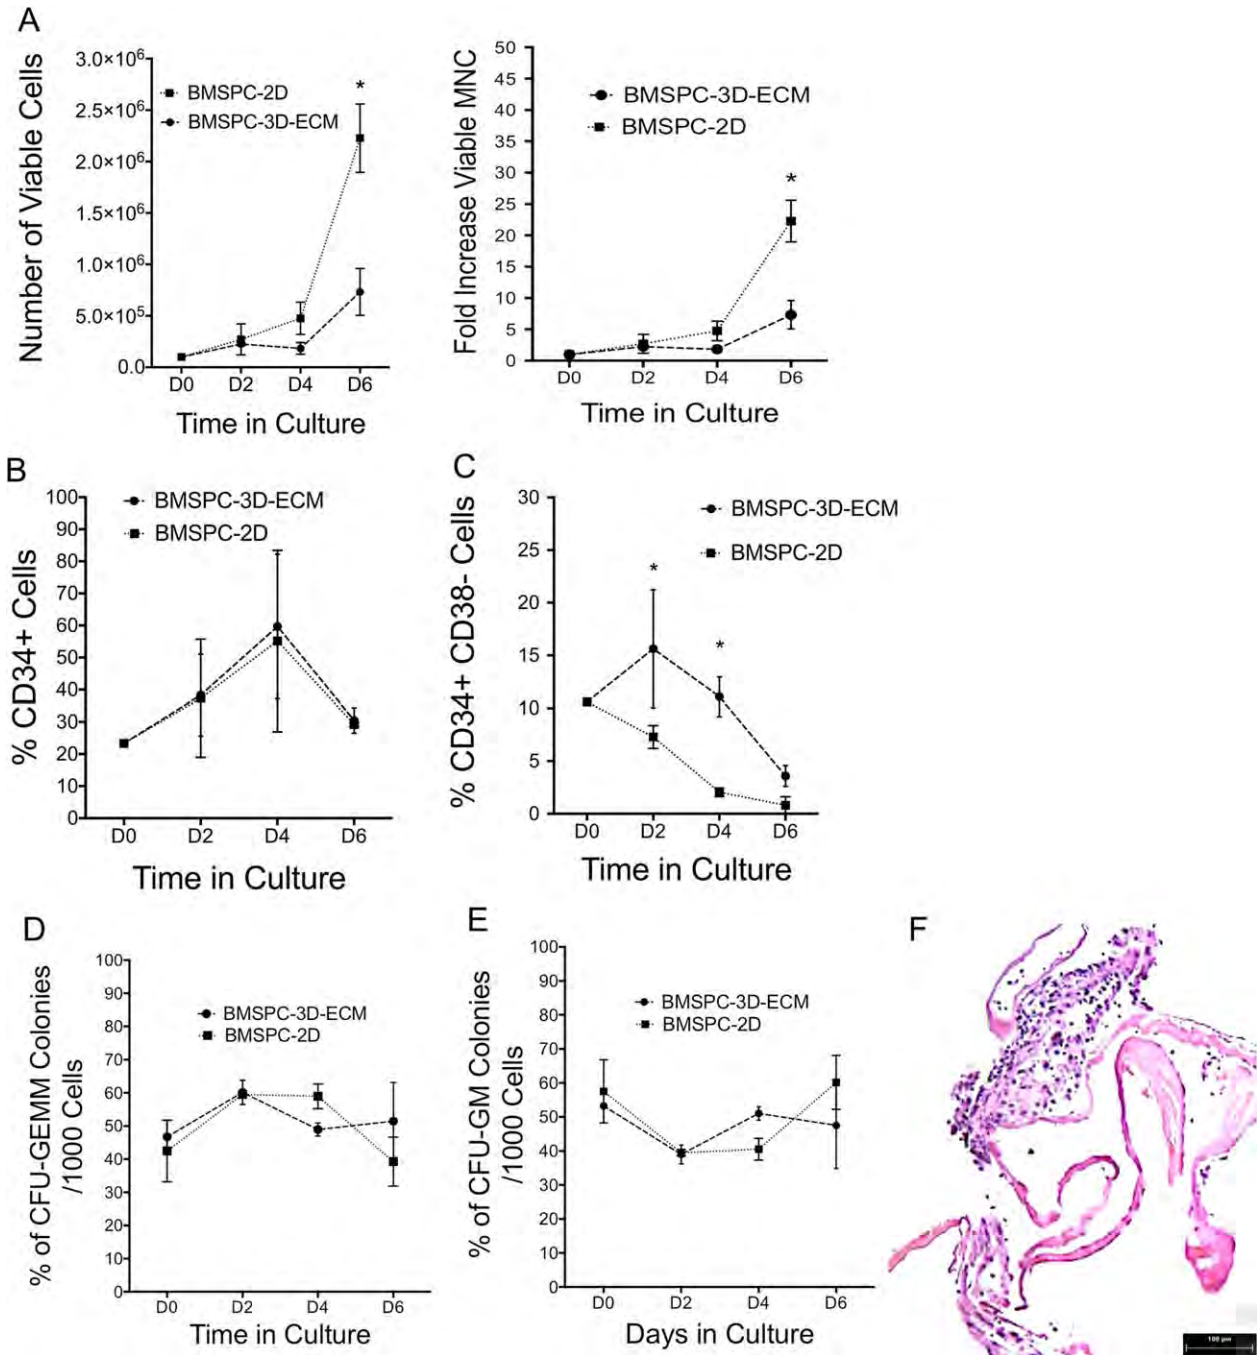 A
Number of Viable Cells
3.0×10⁶
2.5×10⁶
2.0×10⁶
1.5×10⁶
1.0×10⁶
5.0×10⁵
0.0
BMSPC-2D
BMSPC-3D-ECM
*
D0 D2 D4 D6
Time in Culture
Fold Increase Viable MNC
50
45
40
35
30
25
20
15
10
5
0
BMSPC-3D-ECM
BMSPC-2D
*
D0 D2 D4 D6
Time in Culture
B
% CD34+ Cells
100
90
80
70
60
50
40
30
20
10
0
BMSPC-3D-ECM
BMSPC-2D
D0 D2 D4 D6
Time in Culture
C
% CD34+ CD38- Cells
30
25
20
15
10
5
0
BMSPC-3D-ECM
BMSPC-2D
*
*
D0 D2 D4 D6
Time in Culture
D
% of CFU-GEMM Colonies
/1000 Cells
100
90
80
70
60
50
40
30
20
10
0
BMSPC-3D-ECM
BMSPC-2D
D0 D2 D4 D6
Time in Culture
E
% of CFU-GM Colonies
/1000 Cells
100
90
80
70
60
50
40
30
20
10
0
BMSPC-3D-ECM
BMSPC-2D
D0 D2 D4 D6
Days in Culture
F
100 µm